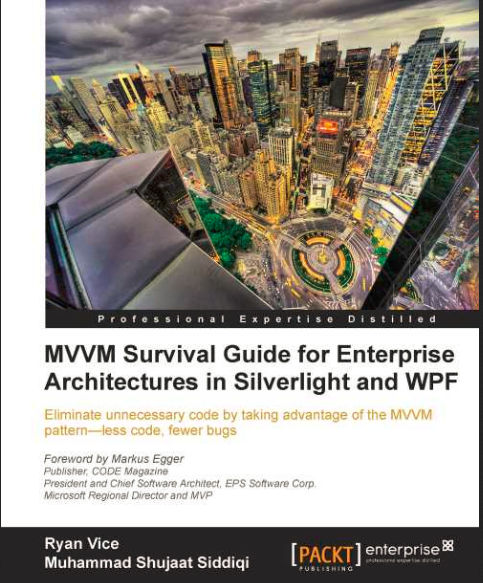 Professional Expertise Distilled
MVVM Survival Guide for Enterprise
Architectures in Silverlight and WPF
Eliminate unnecessary code by taking advantage of the MVVM
pattern—less code, fewer bugs
Foreword by Markus Egger
Publisher, CODE Magazine
President and Chief Software Architect, EPS Software Corp.
Microsoft Regional Director and MVP
Ryan Vice
Muhammad Shujaat Siddiqi
[PACKT]
PUBLISHING
enterprise
professional expertise distilled